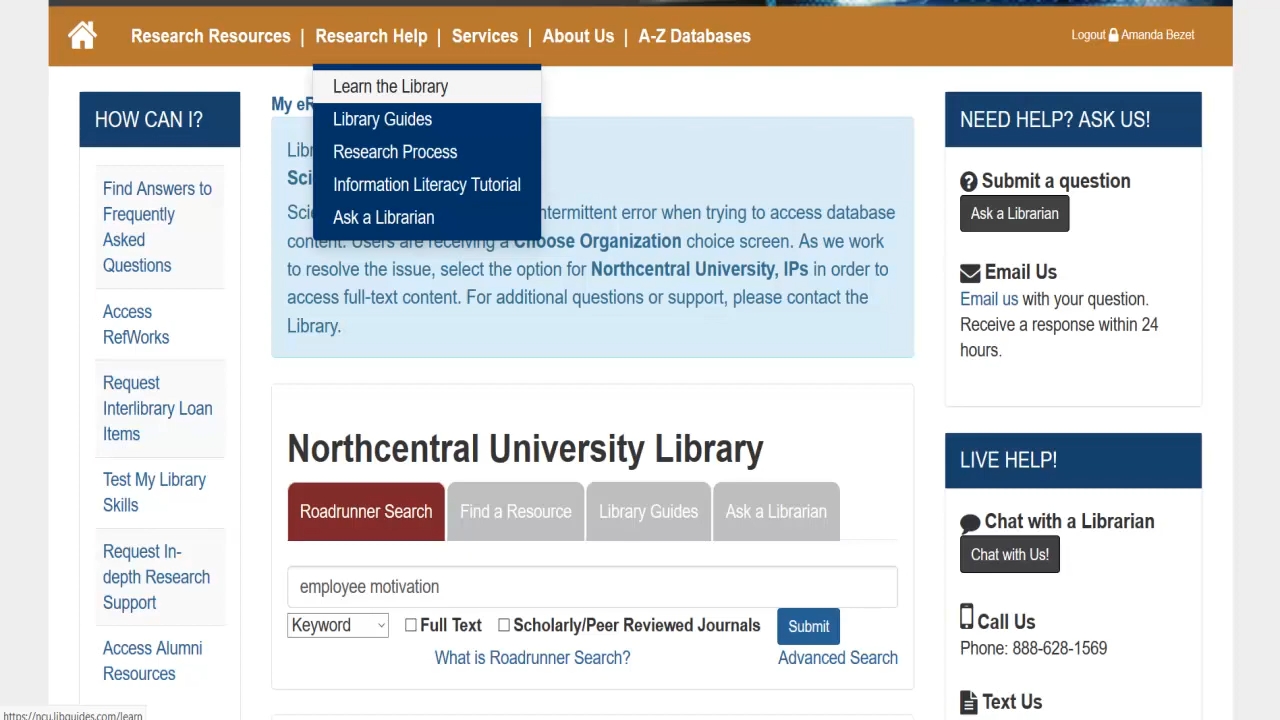 Research Resources | Research Help | Services | About Us | A-Z Databases
Logout Amanda Bezet
Learn the Library
Library Guides
Research Process
Information Literacy Tutorial
Ask a Librarian
HOW CAN I?
Find Answers to
Frequently
Asked
Questions
Access
RefWorks
Request
Interlibrary Loan
Items
Test My Library
Skills
Request In-
depth Research
Support
Access Alumni
Resources
My eR
Libr
Sci
Scie
ntermittent error when trying to access database
content. Users are receiving a Choose Organization choice screen. As we work
to resolve the issue, select the option for Northcentral University, IPs in order to
access full-text content. For additional questions or support, please contact the
Library.
Northcentral University Library
Roadrunner Search
Find a Resource
Library Guides
Ask a Librarian
employee motivation
Keyword
Full Text
Scholarly/Peer Reviewed Journals
Submit
What is Roadrunner Search?
Advanced Search
NEED HELP? ASK US!
Submit a question
Ask a Librarian
Email Us
Email us with your question.
Receive a response within 24
hours.
LIVE HELP!
Chat with a Librarian
Chat with Us!
Call Us
Phone: 888-628-1569
Text Us
https://ncu.libguides.com/learn